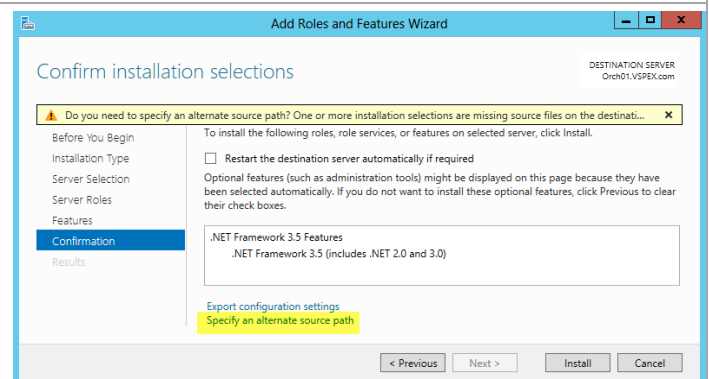 Add Roles and Features Wizard
Confirm installation selections
DESTINATION SERVER
Orch01.VSPEX.com
Do you need to specify an alternate source path? One or more installation selections are missing source files on the destinati...
Before You Begin
Installation Type
Server Selection
Server Roles
Features
Confirmation
Results
To install the following roles, role services, or features on selected server, click Install.
Restart the destination server automatically if required
Optional features (such as administration tools) might be displayed on this page because they have
been selected automatically. If you do not want to install these optional features, click Previous to clear
their check boxes.
.NET Framework 3.5 Features
.NET Framework 3.5 (includes .NET 2.0 and 3.0)
Export configuration settings
Specify an alternate source path
< Previous
Next >
Install
Cancel